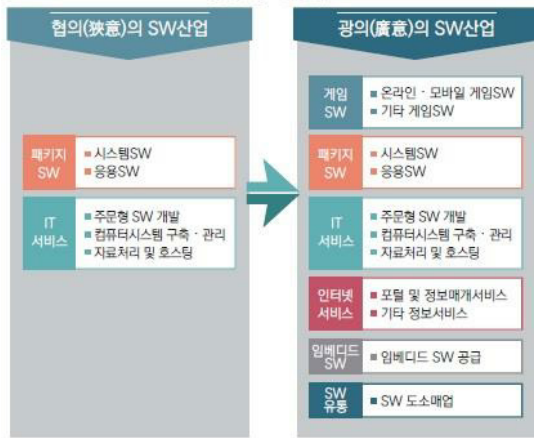 협의(狹意)의 SW산업
패키지
SW
▪ 시스템SW
▪ 응용SW
IT
서비스
▪ 주문형 SW 개발
▪ 컴퓨터시스템 구축 · 관리
▪ 자료처리 및 호스팅
광의(廣意)의 SW산업
게임
SW
▪ 온라인 · 모바일 게임SW
▪ 기타 게임SW
패키지
SW
▪ 시스템SW
▪ 응용SW
IT
서비스
▪ 주문형 SW 개발
▪ 컴퓨터시스템 구축 · 관리
▪ 자료처리 및 호스팅
인터넷
서비스
▪ 포털 및 정보매개서비스
▪ 기타 정보서비스
임베디드
SW
▪ 임베디드 SW 공급
SW
유통
▪ SW 도소매업